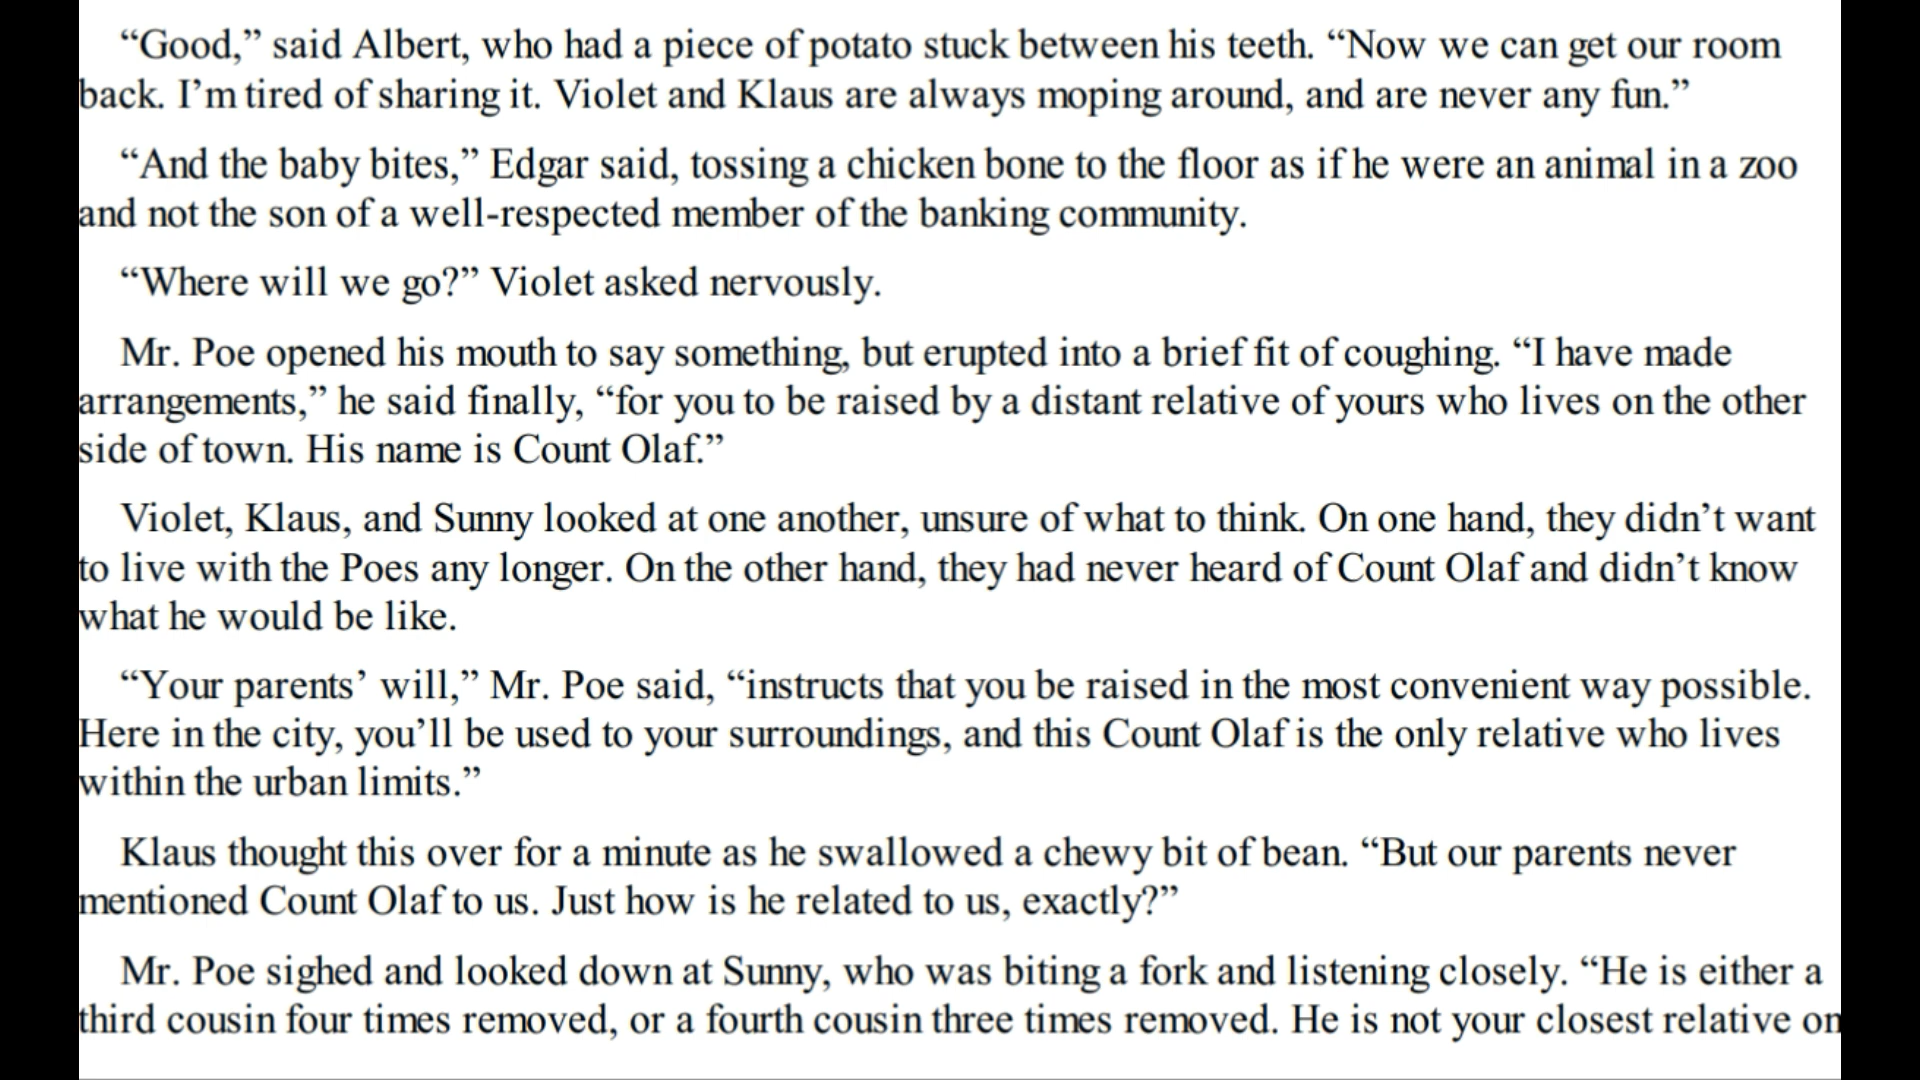 “Good,” said Albert, who had a piece of potato stuck between his teeth. “Now we can get our room
back. I’m tired of sharing it. Violet and Klaus are always moping around, and are never any fun.”
“And the baby bites,” Edgar said, tossing a chicken bone to the floor as if he were an animal in a zoo
and not the son of a well-respected member of the banking community.
“Where will we go?” Violet asked nervously.
Mr. Poe opened his mouth to say something, but erupted into a brief fit of coughing. “I have made
arrangements,” he said finally, “for you to be raised by a distant relative of yours who lives on the other
side of town. His name is Count Olaf.”
Violet, Klaus, and Sunny looked at one another, unsure of what to think. On one hand, they didn’t want
to live with the Poes any longer. On the other hand, they had never heard of Count Olaf and didn’t know
what he would be like.
“Your parents’ will,” Mr. Poe said, “instructs that you be raised in the most convenient way possible.
Here in the city, you’ll be used to your surroundings, and this Count Olaf is the only relative who lives
within the urban limits.”
Klaus thought this over for a minute as he swallowed a chewy bit of bean. “But our parents never
mentioned Count Olaf to us. Just how is he related to us, exactly?”
Mr. Poe sighed and looked down at Sunny, who was biting a fork and listening closely. “He is either a
third cousin four times removed, or a fourth cousin three times removed. He is not your closest relative on